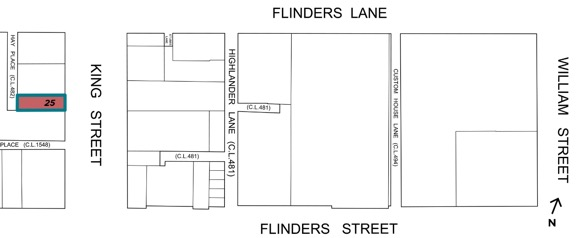 FLINDERS LANE
HAY PLACE (C.L.492)
25
KING STREET
PLACE (C.L.1548)
HIGHLANDER LANE (C.L.481)
(C.L.481)
(C.L.481)
CUSTOM HOUSE LANE (C.L.494)
WILLIAM STREET
FLINDERS STREET
N